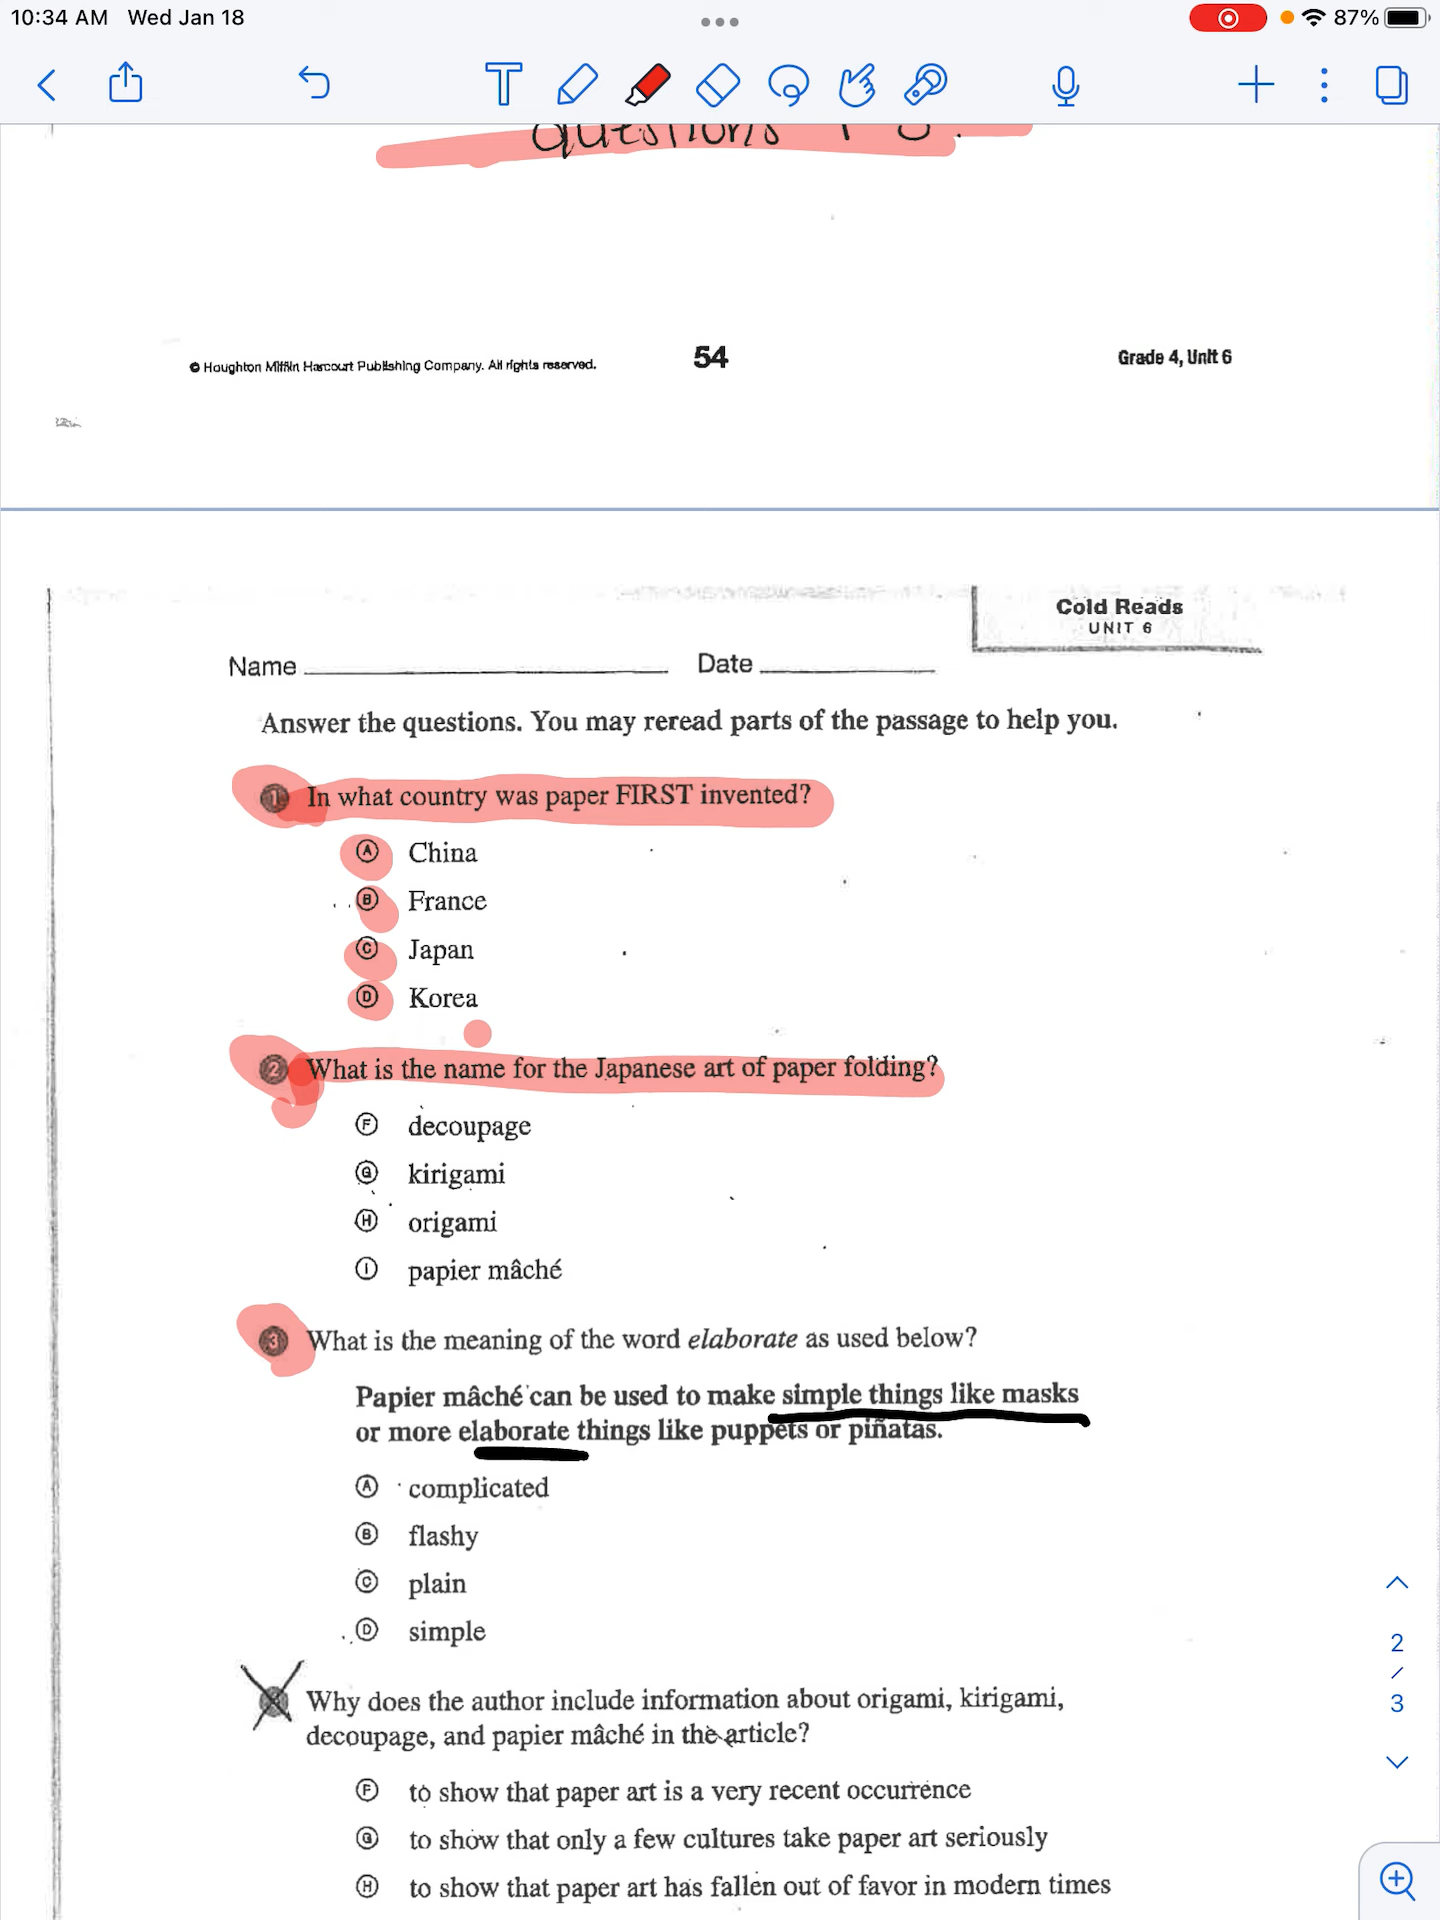 10:34 AM Wed Jan 18
87%
questions
© Houghton Mifflin Harcourt Publishing Company. All rights reserved.
54
Grade 4, Unit 6
Cold Reads
UNIT 6
Name
Date
Answer the questions. You may reread parts of the passage to help you.
1 In what country was paper FIRST invented?
A China
B France
C Japan
D Korea
2 What is the name for the Japanese art of paper folding?
F decoupage
G kirigami
H origami
I papier mâché
3 What is the meaning of the word elaborate as used below?
Papier mâché can be used to make simple things like masks
or more elaborate things like puppets or piñatas.
A complicated
B flashy
C plain
D simple
Why does the author include information about origami, kirigami,
decoupage, and papier mâché in the article?
F to show that paper art is a very recent occurrence
G to show that only a few cultures take paper art seriously
H to show that paper art has fallen out of favor in modern times
2
/
3